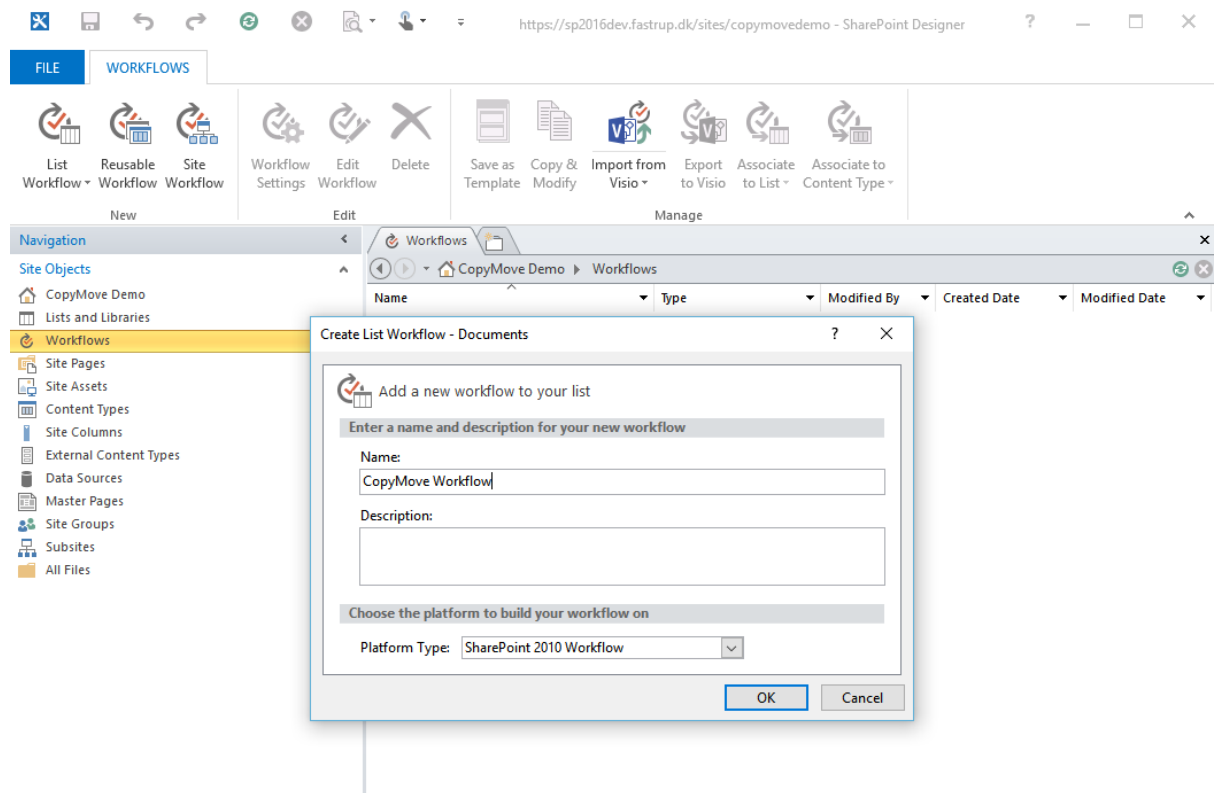 https://sp2016dev.fastrup.dk/sites/copymovedemo - SharePoint Designer
FILE WORKFLOWS
List Workflow
Reusable Workflow
Site Workflow
Workflow Settings
Edit Workflow
Delete
Save as Template
Copy & Modify
Import from Visio
Export to Visio
Associate to List
Associate to Content Type
New Edit Manage
Navigation
Site Objects
CopyMove Demo
Lists and Libraries
Workflows
Site Pages
Site Assets
Content Types
Site Columns
External Content Types
Data Sources
Master Pages
Site Groups
Subsites
All Files
Workflows
CopyMove Demo Workflows
Name Type Modified By Created Date Modified Date
Create List Workflow - Documents ?
Add a new workflow to your list
Enter a name and description for your new workflow
Name:
CopyMove Workflow
Description:
Choose the platform to build your workflow on
Platform Type: SharePoint 2010 Workflow
OK Cancel